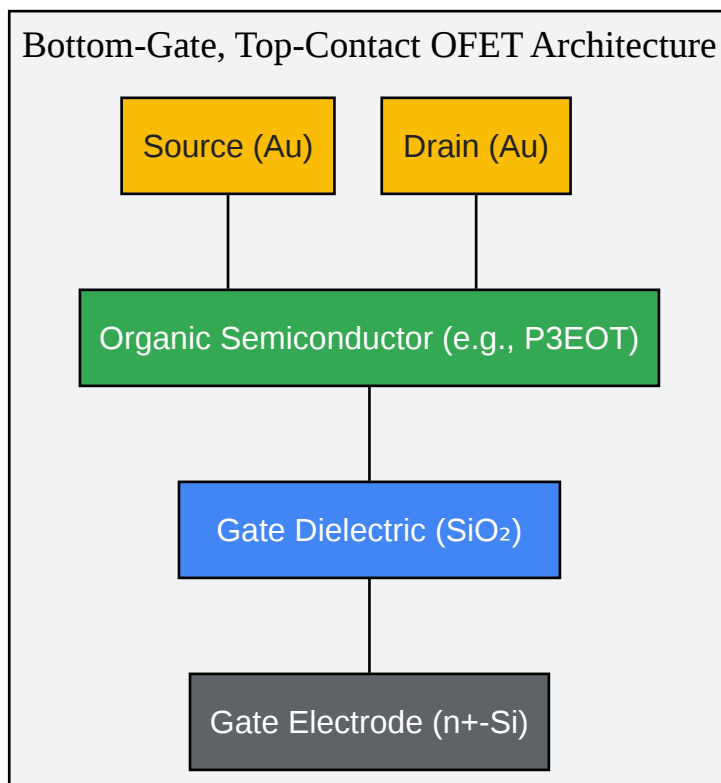 Bottom-Gate, Top-Contact OFET Architecture
Source (Au)
Drain (Au)
Organic Semiconductor (e.g., P3EOT)
Gate Dielectric (SiO₂)
Gate Electrode (n+-Si)